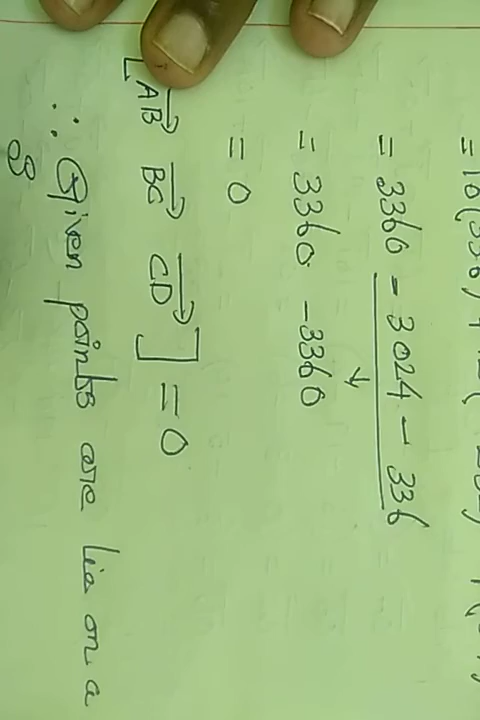 = 3360 - 3024 - 336
= 3360 - 3360
= 0
[AB BC CD] = 0
∴ Given points are lie on a